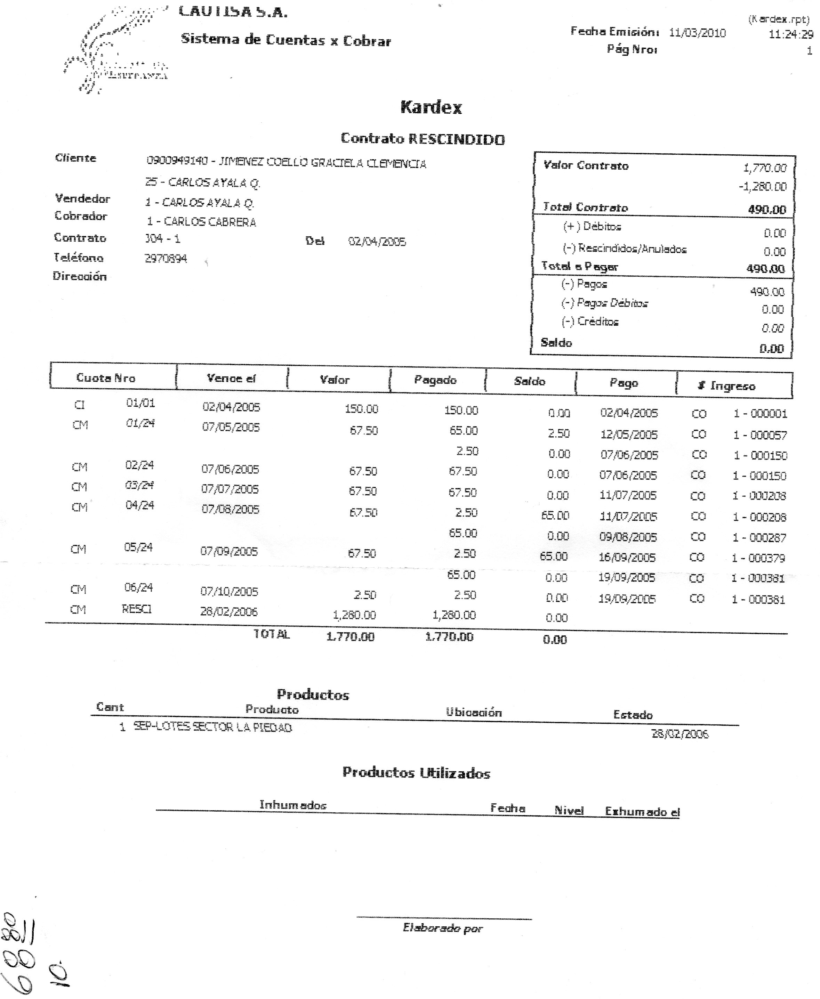 CAUTISA S.A.
(Kardex.rpt)
Sistema de Cuentas x Cobrar
Fecha Emisión: 11/03/2010 11:24:29
Pág Nro: 1
ESPERANZA
Kardex
Contrato RESCINDIDO
Cliente 0900949140 - JIMENEZ COELLO GRACIELA CLEMENCIA
25 - CARLOS AYALA Q.
Vendedor 1 - CARLOS AYALA Q.
Cobrador 1 - CARLOS CABRERA
Contrato J04 - 1 Del 02/04/2005
Teléfono 2970894
Dirección
Valor Contrato 1,770.00
-1,280.00
Total Contrato 490.00
(+) Débitos 0.00
(-) Rescindidos/Anulados 0.00
Total a Pagar 490.00
(-) Pagos 490.00
(-) Pagos Débitos 0.00
(-) Créditos 0.00
Saldo 0.00
Cuota Nro Vence el Valor Pagado Saldo Pago # Ingreso
CI 01/01 02/04/2005 150.00 150.00 0.00 02/04/2005 CO 1 - 000001
CM 01/24 07/05/2005 67.50 65.00 2.50 12/05/2005 CO 1 - 000057
2.50 0.00 07/06/2005 CO 1 - 000150
CM 02/24 07/06/2005 67.50 67.50 0.00 07/06/2005 CO 1 - 000150
CM 03/24 07/07/2005 67.50 67.50 0.00 11/07/2005 CO 1 - 000208
CM 04/24 07/08/2005 67.50 2.50 65.00 11/07/2005 CO 1 - 000208
65.00 0.00 09/08/2005 CO 1 - 000287
CM 05/24 07/09/2005 67.50 2.50 65.00 16/09/2005 CO 1 - 000379
65.00 0.00 19/09/2005 CO 1 - 000381
CM 06/24 07/10/2005 2.50 2.50 0.00 19/09/2005 CO 1 - 000381
CM RESCI 28/02/2006 1,280.00 1,280.00 0.00
TOTAL 1,770.00 1,770.00 0.00
Productos
Cant Producto Ubicación Estado
1 SEP-LOTES SECTOR LA PIEDAD 28/02/2006
Productos Utilizados
Inhumados Fecha Nivel Exhumado el
Elaborado por
10.